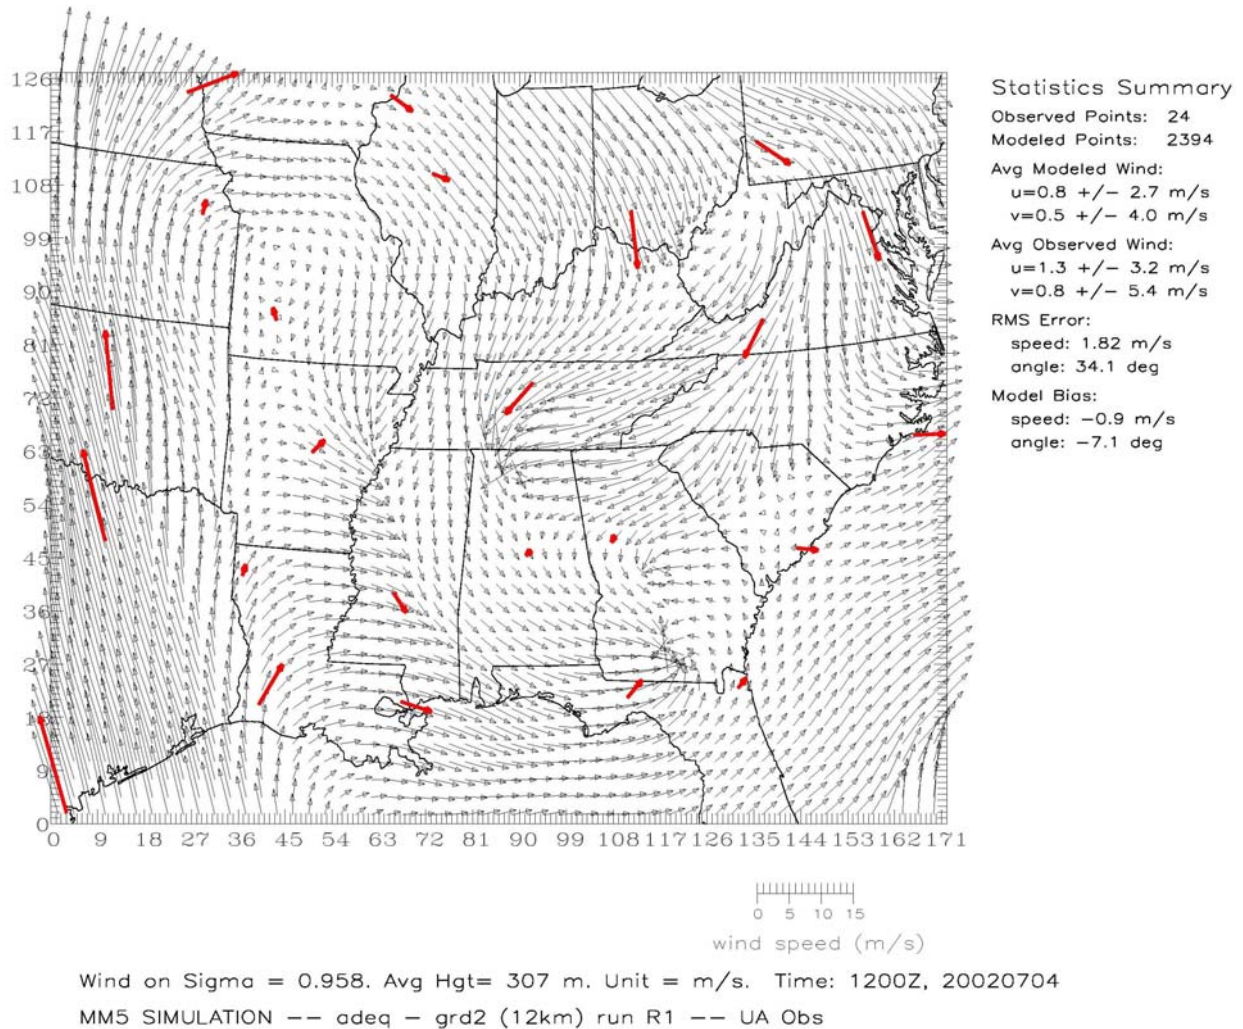 126
117
108
99
90
81
72
63
54
45
36
27
9
0
0 9 18 27 36 45 54 63 72 81 90 99 108 117 126 135 144 153 162 171
Statistics Summary
Observed Points: 24
Modeled Points: 2394
Avg Modeled Wind:
u=0.8 +/− 2.7 m/s
v=0.5 +/− 4.0 m/s
Avg Observed Wind:
u=1.3 +/− 3.2 m/s
v=0.8 +/− 5.4 m/s
RMS Error:
speed: 1.82 m/s
angle: 34.1 deg
Model Bias:
speed: −0.9 m/s
angle: −7.1 deg
0 5 10 15
wind speed (m/s)
Wind on Sigma = 0.958. Avg Hgt= 307 m. Unit = m/s. Time: 1200Z, 20020704
MM5 SIMULATION −− adeq − grd2 (12km) run R1 −− UA Obs